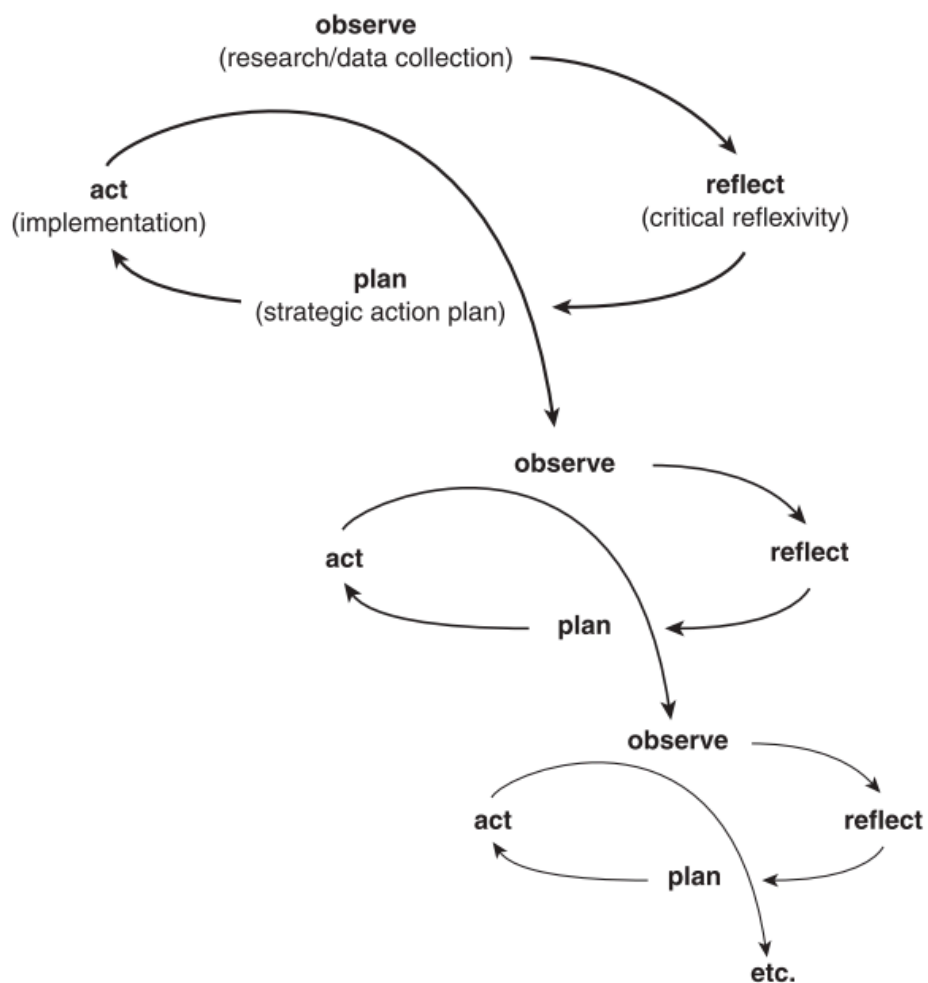 observe
(research/data collection)
reflect
(critical reflexivity)
plan
(strategic action plan)
act
(implementation)
observe
reflect
plan
act
observe
reflect
plan
act
etc.